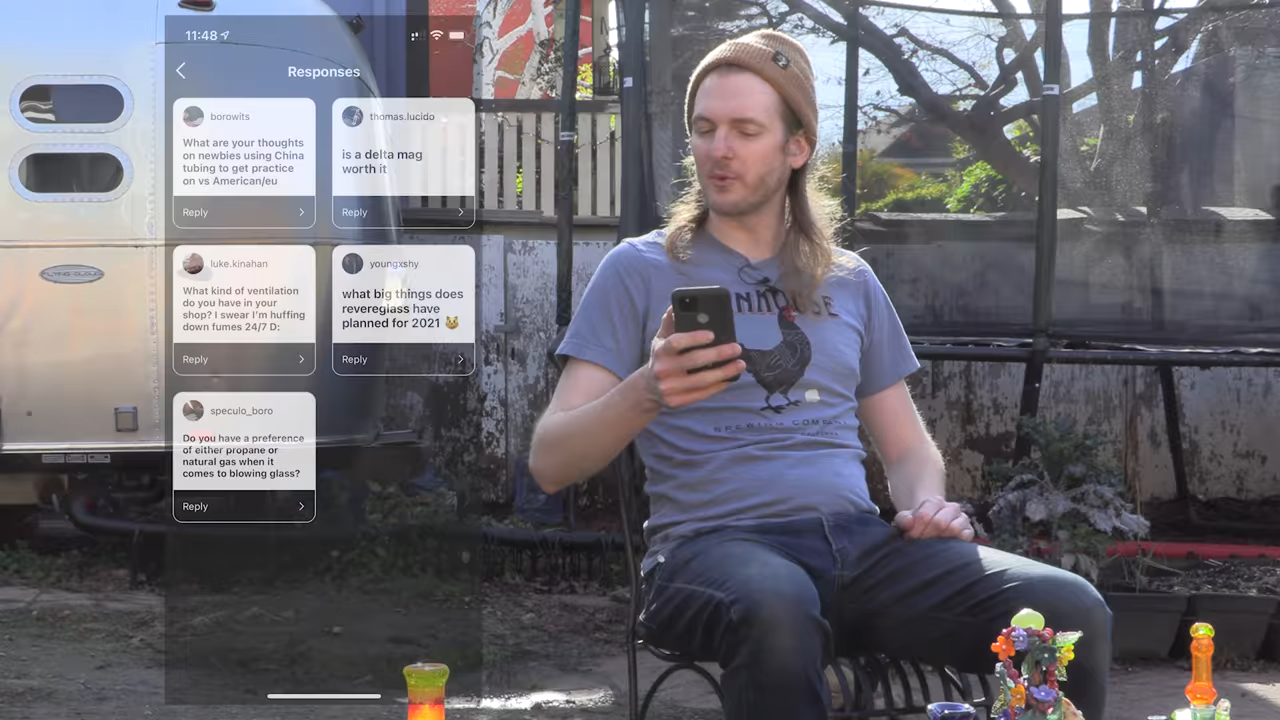 11:48
Responses
borowits
What are your thoughts
on newbies using China
tubing to get practice
on vs American/eu
Reply
thomas.lucido
is a delta mag
worth it
Reply
luke.kinahan
What kind of ventilation
do you have in your
shop? I swear I'm huffing
down fumes 24/7 D:
Reply
youngxshy
what big things does
revereglass have
planned for 2021 😼
Reply
speculo_boro
Do you have a preference
of either propane or
natural gas when it
comes to blowing glass?
Reply
FLYING CLOUD